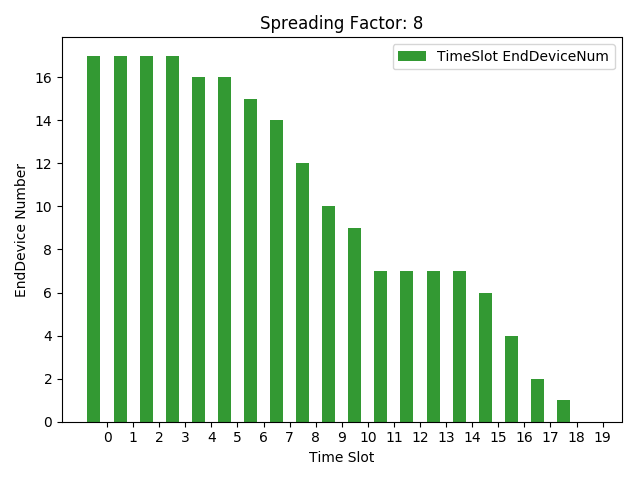 Spreading Factor: 8
TimeSlot EndDeviceNum
EndDevice Number
16
14
12
10
8
6
4
2
0
0 1 2 3 4 5 6 7 8 9 10 11 12 13 14 15 16 17 18 19
Time Slot